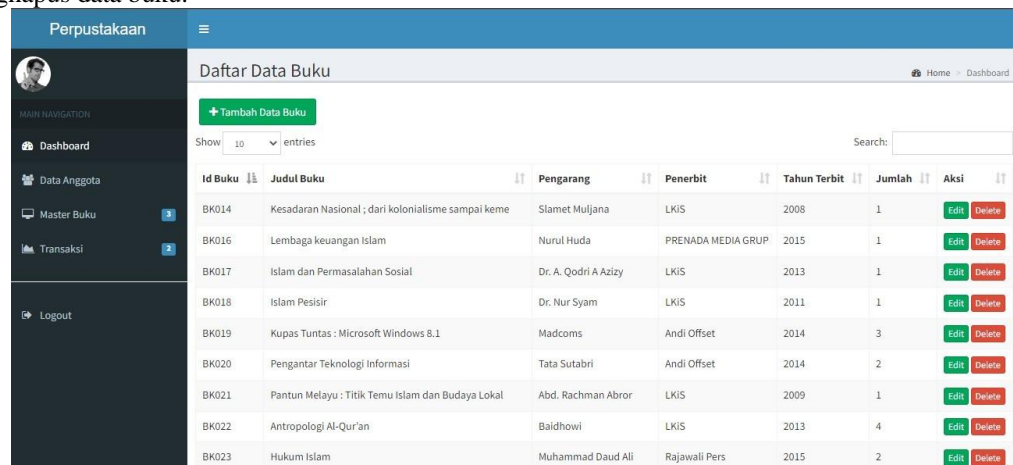 data buku.
Perpustakaan
Daftar Data Buku
Home > Dashboard
MAIN NAVIGATION
Dashboard
Data Anggota
Master Buku 3
Transaksi 2
Logout
+ Tambah Data Buku
Show 10 entries
Search:
Id Buku Judul Buku Pengarang Penerbit Tahun Terbit Jumlah Aksi
BK014 Kesadaran Nasional ; dari kolonialisme sampai keme Slamet Muljana LKiS 2008 1 Edit Delete
BK016 Lembaga keuangan Islam Nurul Huda PRENADA MEDIA GRUP 2015 1 Edit Delete
BK017 Islam dan Permasalahan Sosial Dr. A. Qodri A Azizy LKiS 2013 1 Edit Delete
BK018 Islam Pesisir Dr. Nur Syam LKiS 2011 1 Edit Delete
BK019 Kupas Tuntas : Microsoft Windows 8.1 Madcoms Andi Offset 2014 3 Edit Delete
BK020 Pengantar Teknologi Informasi Tata Sutabri Andi Offset 2014 2 Edit Delete
BK021 Pantun Melayu : Titik Temu Islam dan Budaya Lokal Abd. Rachman Abror LKiS 2009 1 Edit Delete
BK022 Antropologi Al-Qur'an Baidhowi LKiS 2013 4 Edit Delete
BK023 Hukum Islam Muhammad Daud Ali Rajawali Pers 2015 2 Edit Delete